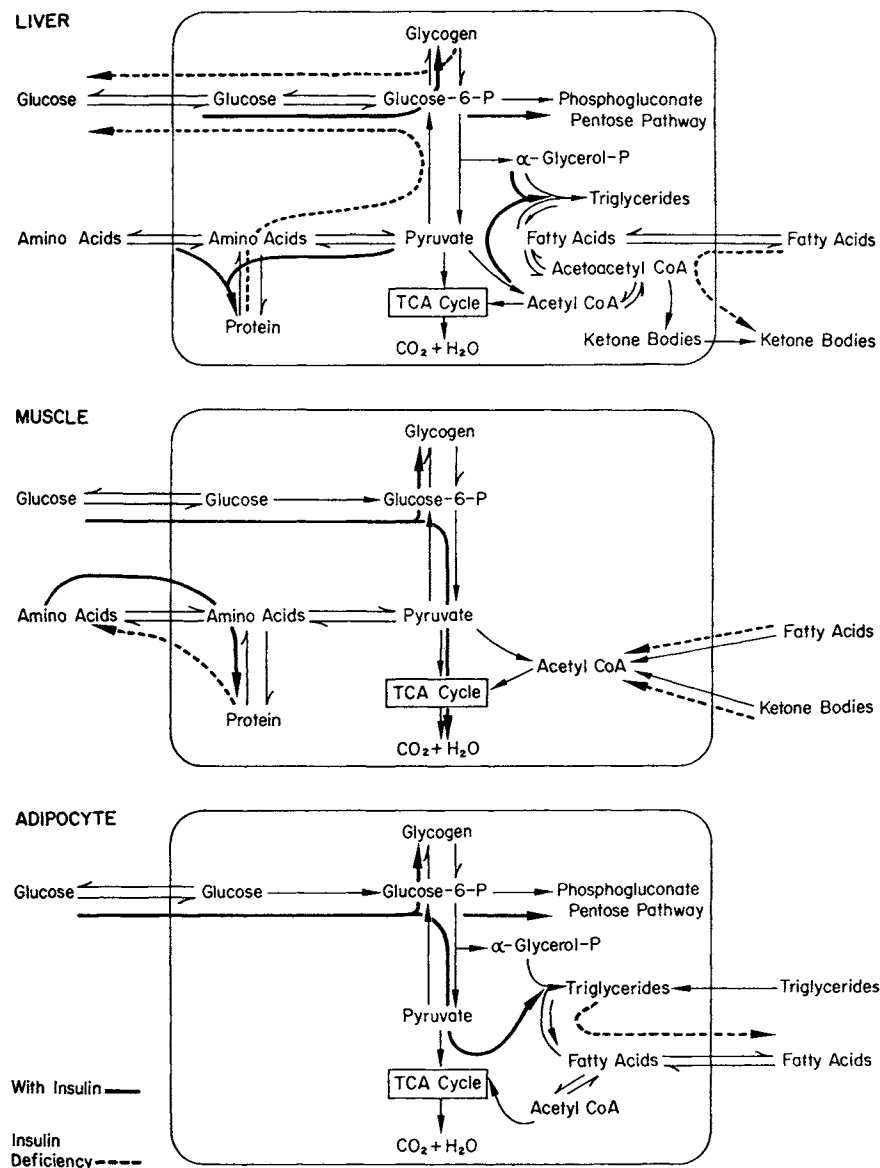 LIVER
Glycogen
Glucose Glucose Glucose-6-P Phosphogluconate
Pentose Pathway
α-Glycerol-P
Triglycerides
Amino Acids Amino Acids Pyruvate Fatty Acids Fatty Acids
Acetoacetyl CoA
TCA Cycle Acetyl CoA
Protein
CO₂ + H₂O Ketone Bodies Ketone Bodies
MUSCLE
Glycogen
Glucose Glucose Glucose-6-P
Amino Acids Amino Acids Pyruvate
Fatty Acids
Acetyl CoA
TCA Cycle
Protein
Ketone Bodies
CO₂ + H₂O
ADIPOCYTE
Glycogen
Glucose Glucose Glucose-6-P Phosphogluconate
Pentose Pathway
α-Glycerol-P
Triglycerides Triglycerides
Pyruvate
Fatty Acids Fatty Acids
TCA Cycle
Acetyl CoA
CO₂ + H₂O
With Insulin
Insulin
Deficiency